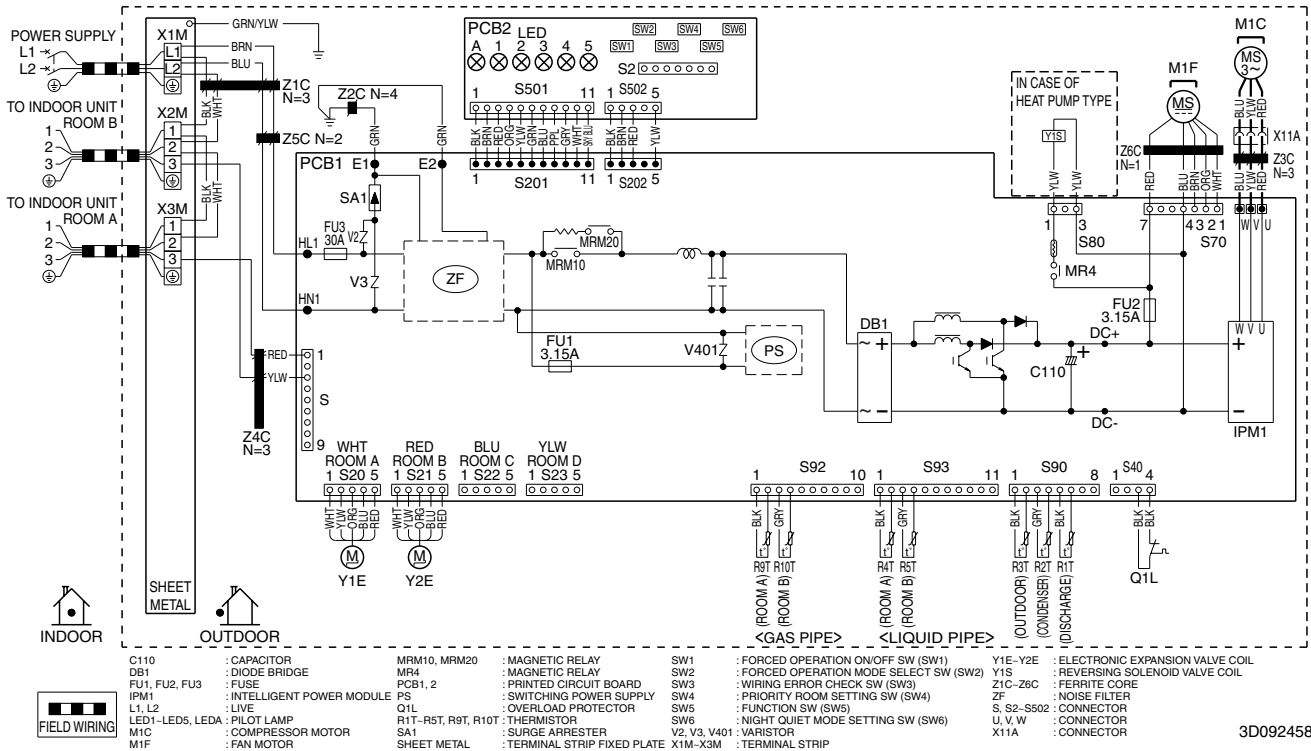 POWER SUPPLY
L1
L2
X1M
L1
L2
GRN/YLW
BRN
BLU
BLK
WHT
Z1C
N=3
TO INDOOR UNIT
ROOM B
1
2
3
X2M
1
2
3
Z5C N=2
BLK
WHT
TO INDOOR UNIT
ROOM A
1
2
3
X3M
1
2
3
SHEET
METAL
INDOOR
OUTDOOR
Z2C N=4
GRN
GRN
PCB1
E1
E2
SA1
FU3
30A
V2
HL1
V3
HN1
ZF
RED
YLW
1
S
9
Z4C
N=3
PCB2
LED
A 1 2 3 4 5
SW2 SW4 SW6
SW1 SW3 SW5
S2
1 S501 11
1 S502 5
BLK BRN RED ORG YLW GRN BLU PPL GRY WHT SKYBLU
BLK BRN RED YLW
1 S201 11
1 S202 5
MRM20
MRM10
FU1
3.15A
V401
PS
IN CASE OF
HEAT PUMP TYPE
Y1S
YLW
YLW
1 3
S80
MR4
M1F
MS
Z6C
N=1
RED BLU BRN ORG WHT
7 4 3 2 1
S70
M1C
MS
3~
BLU YLW RED
X11A
Z3C
N=3
BLU YLW RED
W V U
FU2
3.15A
DB1
~ +
~ −
C110
+
DC+
DC-
W V U
+
−
IPM1
WHT
ROOM A
1 S20 5
RED
ROOM B
1 S21 5
BLU
ROOM C
1 S22 5
YLW
ROOM D
1 S23 5
WHT YLW ORG BLU RED
WHT YLW ORG BLU RED
M
Y1E
M
Y2E
1 S92 10
1 S93 11
1 S90 8
1 S40 4
BLK GRY
BLK GRY
BLK GRY BLK
BLK BLK
t° t° t° t° t° t° t°
R9T R10T
R4T R5T
R3T R2T R1T
Q1L
(ROOM A) (ROOM B)
(ROOM A) (ROOM B)
(OUTDOOR) (CONDENSER) (DISCHARGE)
<GAS PIPE>
<LIQUID PIPE>
FIELD WIRING
C110 : CAPACITOR
DB1 : DIODE BRIDGE
FU1, FU2, FU3 : FUSE
IPM1 : INTELLIGENT POWER MODULE
L1, L2 : LIVE
LED1~LED5, LEDA : PILOT LAMP
M1C : COMPRESSOR MOTOR
M1F : FAN MOTOR
MRM10, MRM20 : MAGNETIC RELAY
MR4 : MAGNETIC RELAY
PCB1, 2 : PRINTED CIRCUIT BOARD
PS : SWITCHING POWER SUPPLY
Q1L : OVERLOAD PROTECTOR
R1T~R5T, R9T, R10T : THERMISTOR
SA1 : SURGE ARRESTER
SHEET METAL : TERMINAL STRIP FIXED PLATE
SW1 : FORCED OPERATION ON/OFF SW (SW1)
SW2 : FORCED OPERATION MODE SELECT SW (SW2)
SW3 : WIRING ERROR CHECK SW (SW3)
SW4 : PRIORITY ROOM SETTING SW (SW4)
SW5 : FUNCTION SW (SW5)
SW6 : NIGHT QUIET MODE SETTING SW (SW6)
V2, V3, V401 : VARISTOR
X1M~X3M : TERMINAL STRIP
Y1E~Y2E : ELECTRONIC EXPANSION VALVE COIL
Y1S : REVERSING SOLENOID VALVE COIL
Z1C~Z6C : FERRITE CORE
ZF : NOISE FILTER
S, S2~S502 : CONNECTOR
U, V, W : CONNECTOR
X11A : CONNECTOR
3D092458